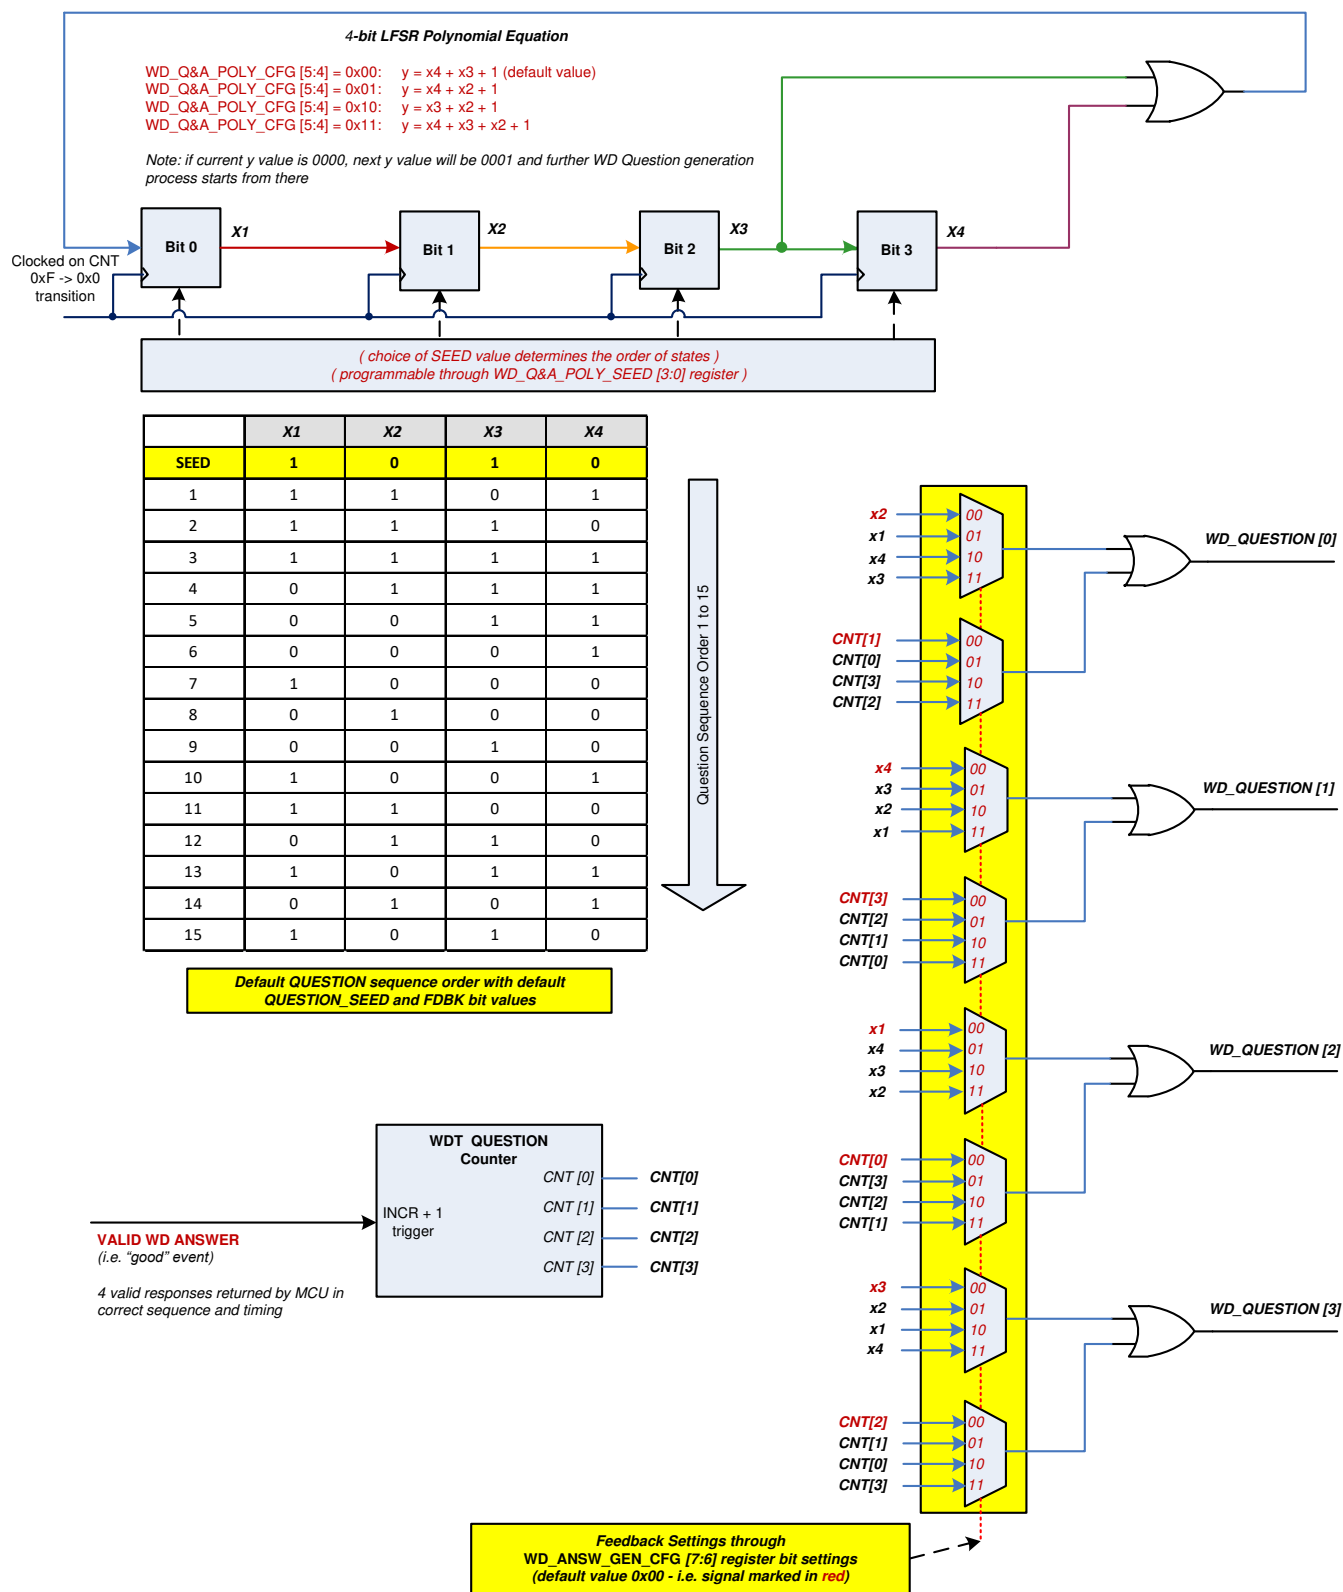 4-bit LFSR Polynomial Equation
WD_Q&A_POLY_CFG [5:4] = 0x00: y = x4 + x3 + 1 (default value)
WD_Q&A_POLY_CFG [5:4] = 0x01: y = x4 + x2 + 1
WD_Q&A_POLY_CFG [5:4] = 0x10: y = x3 + x2 + 1
WD_Q&A_POLY_CFG [5:4] = 0x11: y = x4 + x3 + x2 + 1
Note: if current y value is 0000, next y value will be 0001 and further WD Question generation
process starts from there
Bit 0
X1
Bit 1
X2
Bit 2
X3
Bit 3
X4
Clocked on CNT
0xF -> 0x0
transition
( choice of SEED value determines the order of states )
( programmable through WD_Q&A_POLY_SEED [3:0] register )
X1 X2 X3 X4
SEED 1 0 1 0
1 1 1 0 1
2 1 1 1 0
3 1 1 1 1
4 0 1 1 1
5 0 0 1 1
6 0 0 0 1
7 1 0 0 0
8 0 1 0 0
9 0 0 1 0
10 1 0 0 1
11 1 1 0 0
12 0 1 1 0
13 1 0 1 1
14 0 1 0 1
15 1 0 1 0
Question Sequence Order 1 to 15
Default QUESTION sequence order with default
QUESTION_SEED and FDBK bit values
WDT QUESTION
Counter
INCR + 1
trigger
CNT [0] CNT[0]
CNT [1] CNT[1]
CNT [2] CNT[2]
CNT [3] CNT[3]
VALID WD ANSWER
(i.e. “good” event)
4 valid responses returned by MCU in
correct sequence and timing
x2 00
x1 01
x4 10
x3 11
WD_QUESTION [0]
CNT[1] 00
CNT[0] 01
CNT[3] 10
CNT[2] 11
x4 00
x3 01
x2 10
x1 11
WD_QUESTION [1]
CNT[3] 00
CNT[2] 01
CNT[1] 10
CNT[0] 11
x1 00
x4 01
x3 10
x2 11
WD_QUESTION [2]
CNT[0] 00
CNT[3] 01
CNT[2] 10
CNT[1] 11
x3 00
x2 01
x1 10
x4 11
WD_QUESTION [3]
CNT[2] 00
CNT[1] 01
CNT[0] 10
CNT[3] 11
Feedback Settings through
WD_ANSW_GEN_CFG [7:6] register bit settings
(default value 0x00 - i.e. signal marked in red)